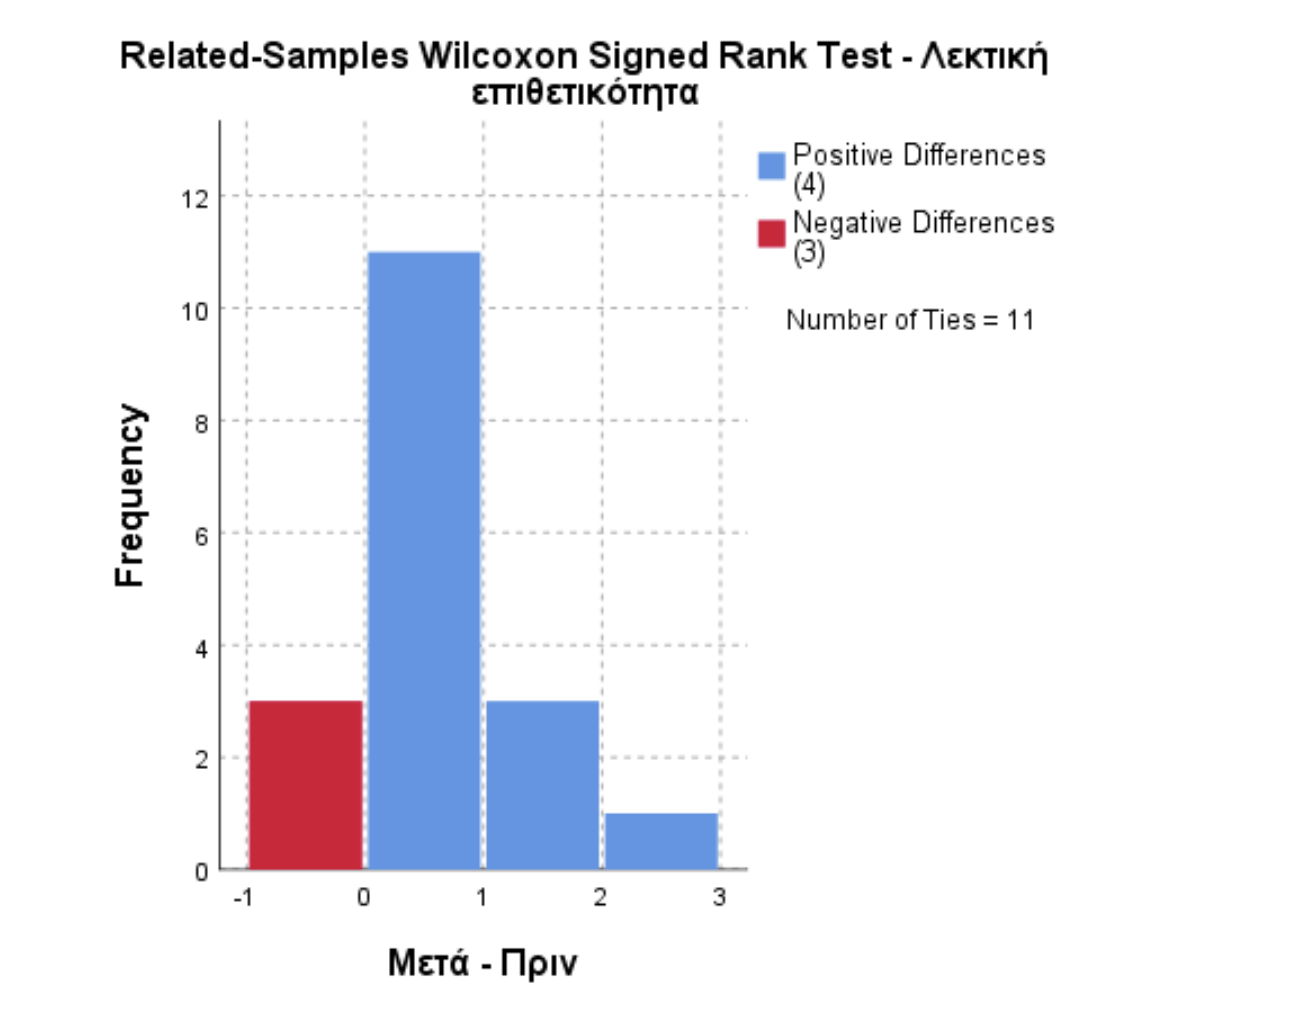 Related-Samples Wilcoxon Signed Rank Test - Λεκτική
επιθετικότητα
Positive Differences
(4)
Negative Differences
(3)
Number of Ties = 11
Frequency
12
10
8
6
4
2
0
-1 0 1 2 3
Μετά - Πριν